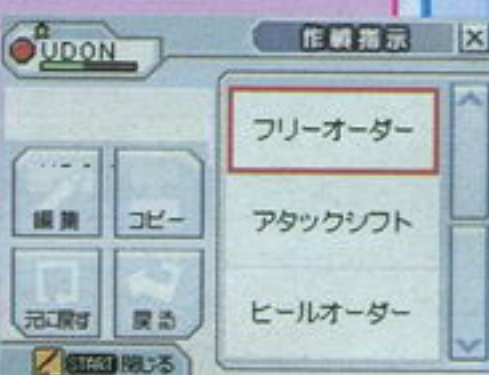 UDON
作戦指示
フリーオーダー
アタックシフト
ヒールオーダー
編集
コピー
元に戻す
戻る
START 閉じる